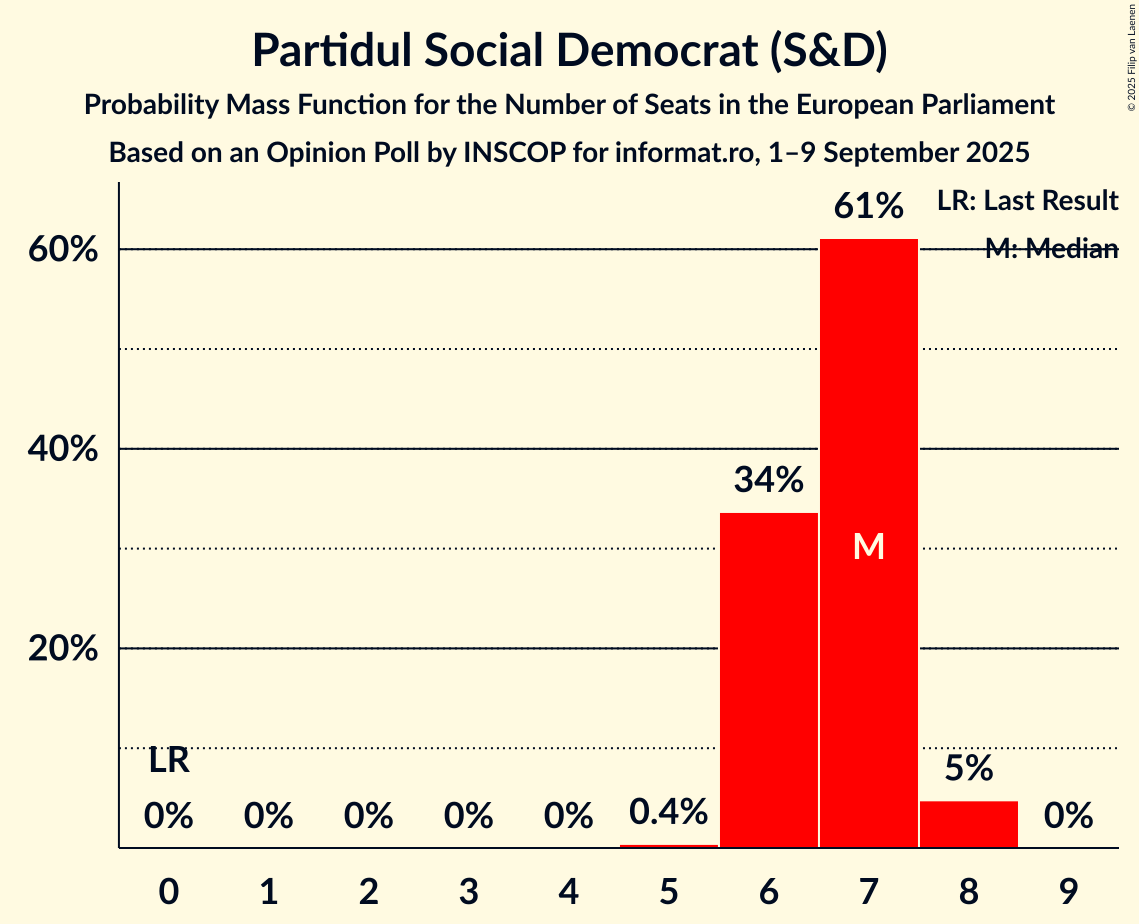 Partidul Social Democrat (S&D)
Probability Mass Function for the Number of Seats in the European Parliament
Based on an Opinion Poll by INSCOP for informat.ro, 1–9 September 2025
© 2025 Filip van Laenen
LR: Last Result
M: Median
60%
40%
20%
61%
34%
M
LR
0% 0% 0% 0% 0% 0.4% 5% 0%
0 1 2 3 4 5 6 7 8 9